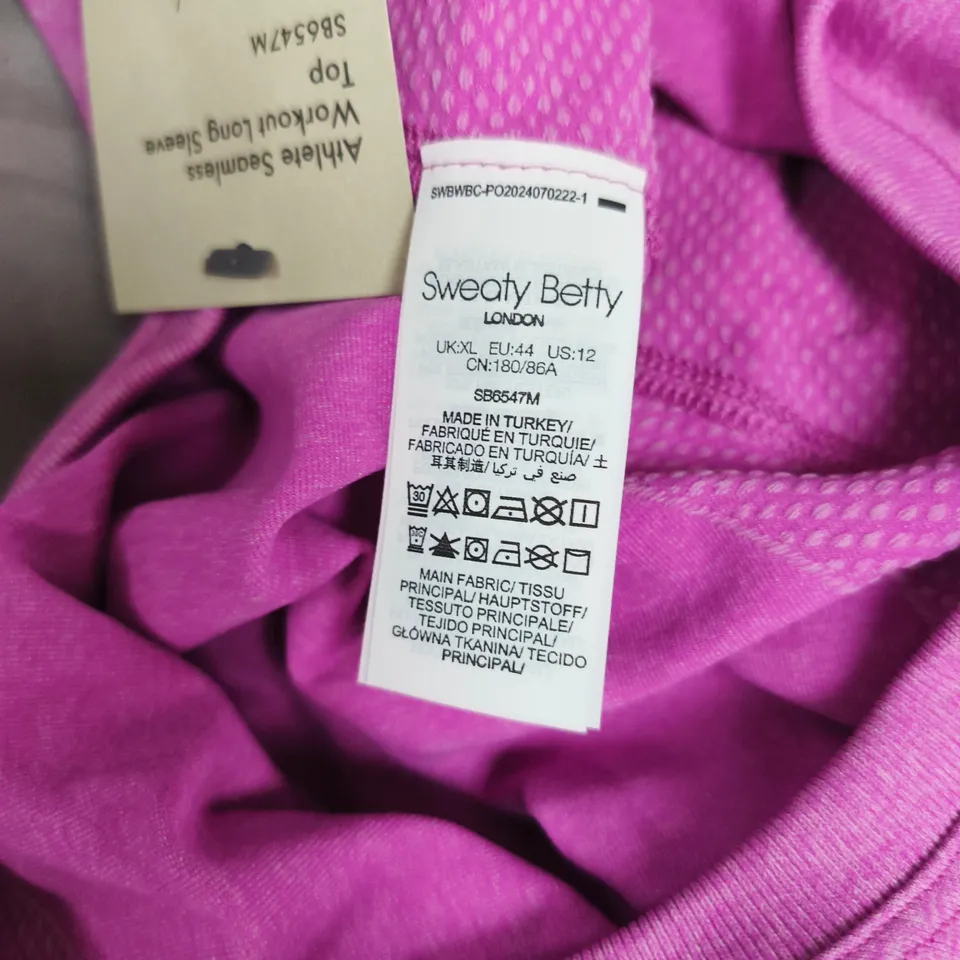 Athlete Seamless
Workout Long Sleeve
Top
SB6547M
SWBWBC-PO2024070222-1
Sweaty Betty
LONDON
UK:XL EU:44 US:12
CN:180/86A
SB6547M
MADE IN TURKEY/
FABRIQUÉ EN TURQUIE/
FABRICADO EN TURQUÍA/ 土
耳其制造/ صنع في تركيا
30
MAIN FABRIC/ TISSU
PRINCIPAL/ HAUPTSTOFF/
TESSUTO PRINCIPALE/
TEJIDO PRINCIPAL/
GŁÓWNA TKANINA/ TECIDO
PRINCIPAL/